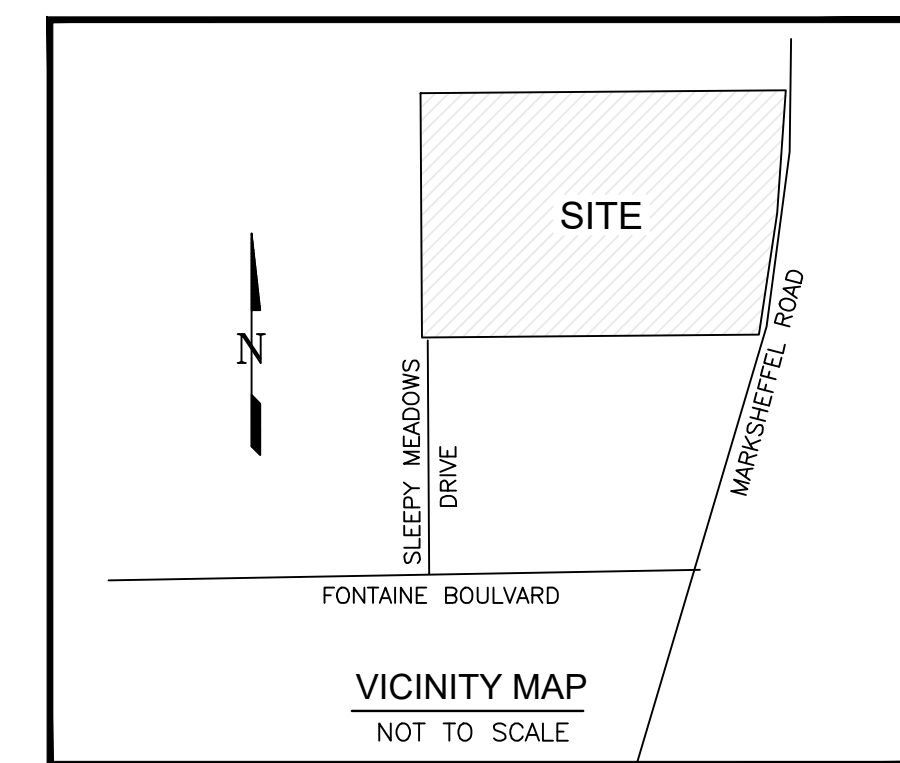 SITE
N
MARKSHEFFEL ROAD
SLEEPY MEADOWS
DRIVE
FONTAINE BOULVARD
VICINITY MAP
NOT TO SCALE